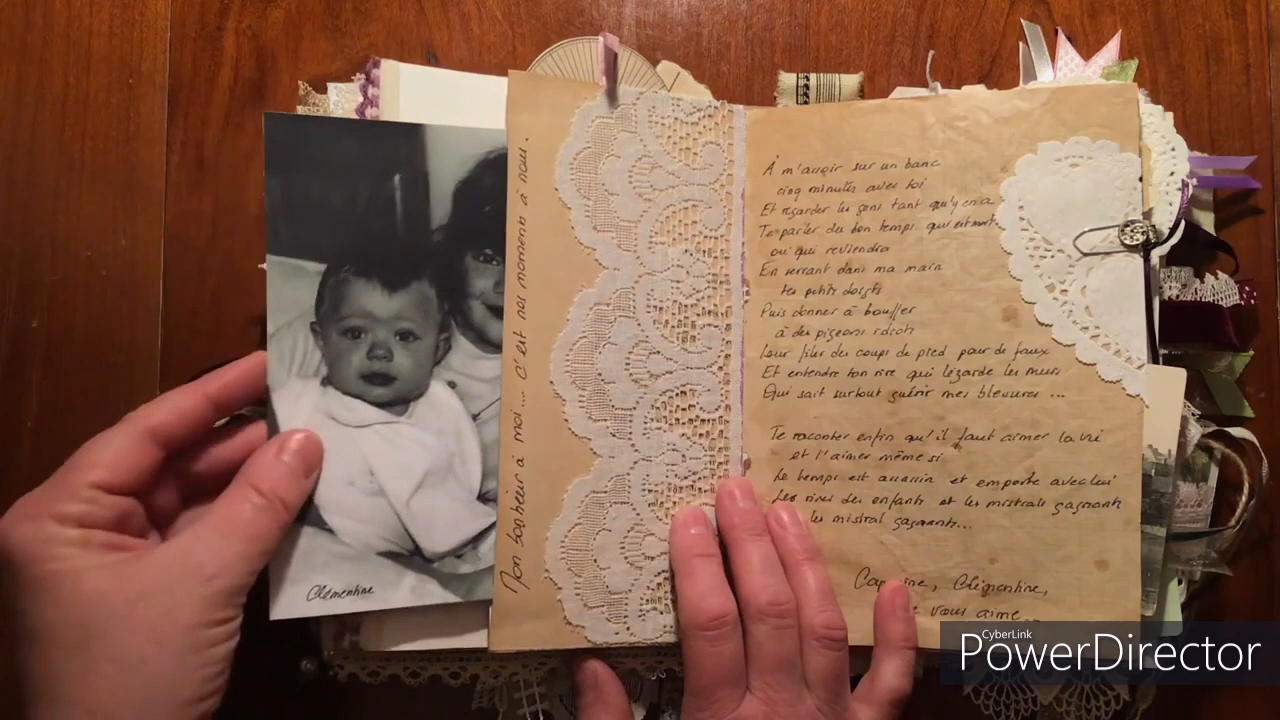 Clémentine
Mon bonheur à moi... c'est nos moments à nous.
À m'assoir sur un banc
cinq minutes avec toi
Et regarder les gens tant qu'y en a
Te parler du bon temps qui est mort
ou qui reviendra
En serrant dans ma main
tes petits doigts
Puis donner à bouffer
à des pigeons idiots
Leur filer des coups de pied pour de faux
Et entendre ton rire qui lézarde les murs
Qui sait surtout guérir mes blessures ...
Te raconter enfin qu'il faut aimer la vie
et l'aimer même si
Le temps est assassin et emporte avec lui
Les rires des enfants et les mistrals gagnants
les mistral gagnants...
Clémentine,
vous aime...
CyberLink
PowerDirector